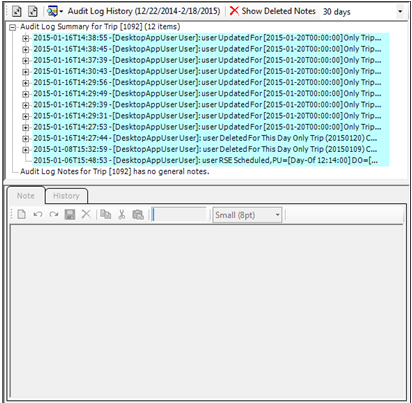 Audit Log History (12/22/2014-2/18/2015) Show Deleted Notes 30 days
Audit Log Summary for Trip [1092] (12 items)
2015-01-16T14:38:55 - [DesktopAppUser User]: user Updated For [2015-01-20T00:00:00] Only Trip...
2015-01-16T14:38:45 - [DesktopAppUser User]: user Updated For [2015-01-20T00:00:00] Only Trip...
2015-01-16T14:37:39 - [DesktopAppUser User]: user Updated For [2015-01-20T00:00:00] Only Trip...
2015-01-16T14:30:43 - [DesktopAppUser User]: user Updated For [2015-01-20T00:00:00] Only Trip...
2015-01-16T14:29:56 - [DesktopAppUser User]: user Updated For [2015-01-20T00:00:00] Only Trip...
2015-01-16T14:29:49 - [DesktopAppUser User]: user Updated For [2015-01-20T00:00:00] Only Trip...
2015-01-16T14:29:39 - [DesktopAppUser User]: user Updated For [2015-01-20T00:00:00] Only Trip...
2015-01-16T14:29:31 - [DesktopAppUser User]: user Updated For [2015-01-20T00:00:00] Only Trip...
2015-01-16T14:27:53 - [DesktopAppUser User]: user Updated For [2015-01-20T00:00:00] Only Trip...
2015-01-16T14:27:44 - [DesktopAppUser User]: user Deleted For This Day Only Trip (20150120) C...
2015-01-08T15:32:59 - [DesktopAppUser User]: user Deleted For This Day Only Trip (20150109) C...
2015-01-06T15:48:53 - [DesktopAppUser User]: user RSE Scheduled,PU=[Day-Of 12:14:00] DO=[...
Audit Log Notes for Trip [1092] has no general notes.
Note History
Small (8pt)